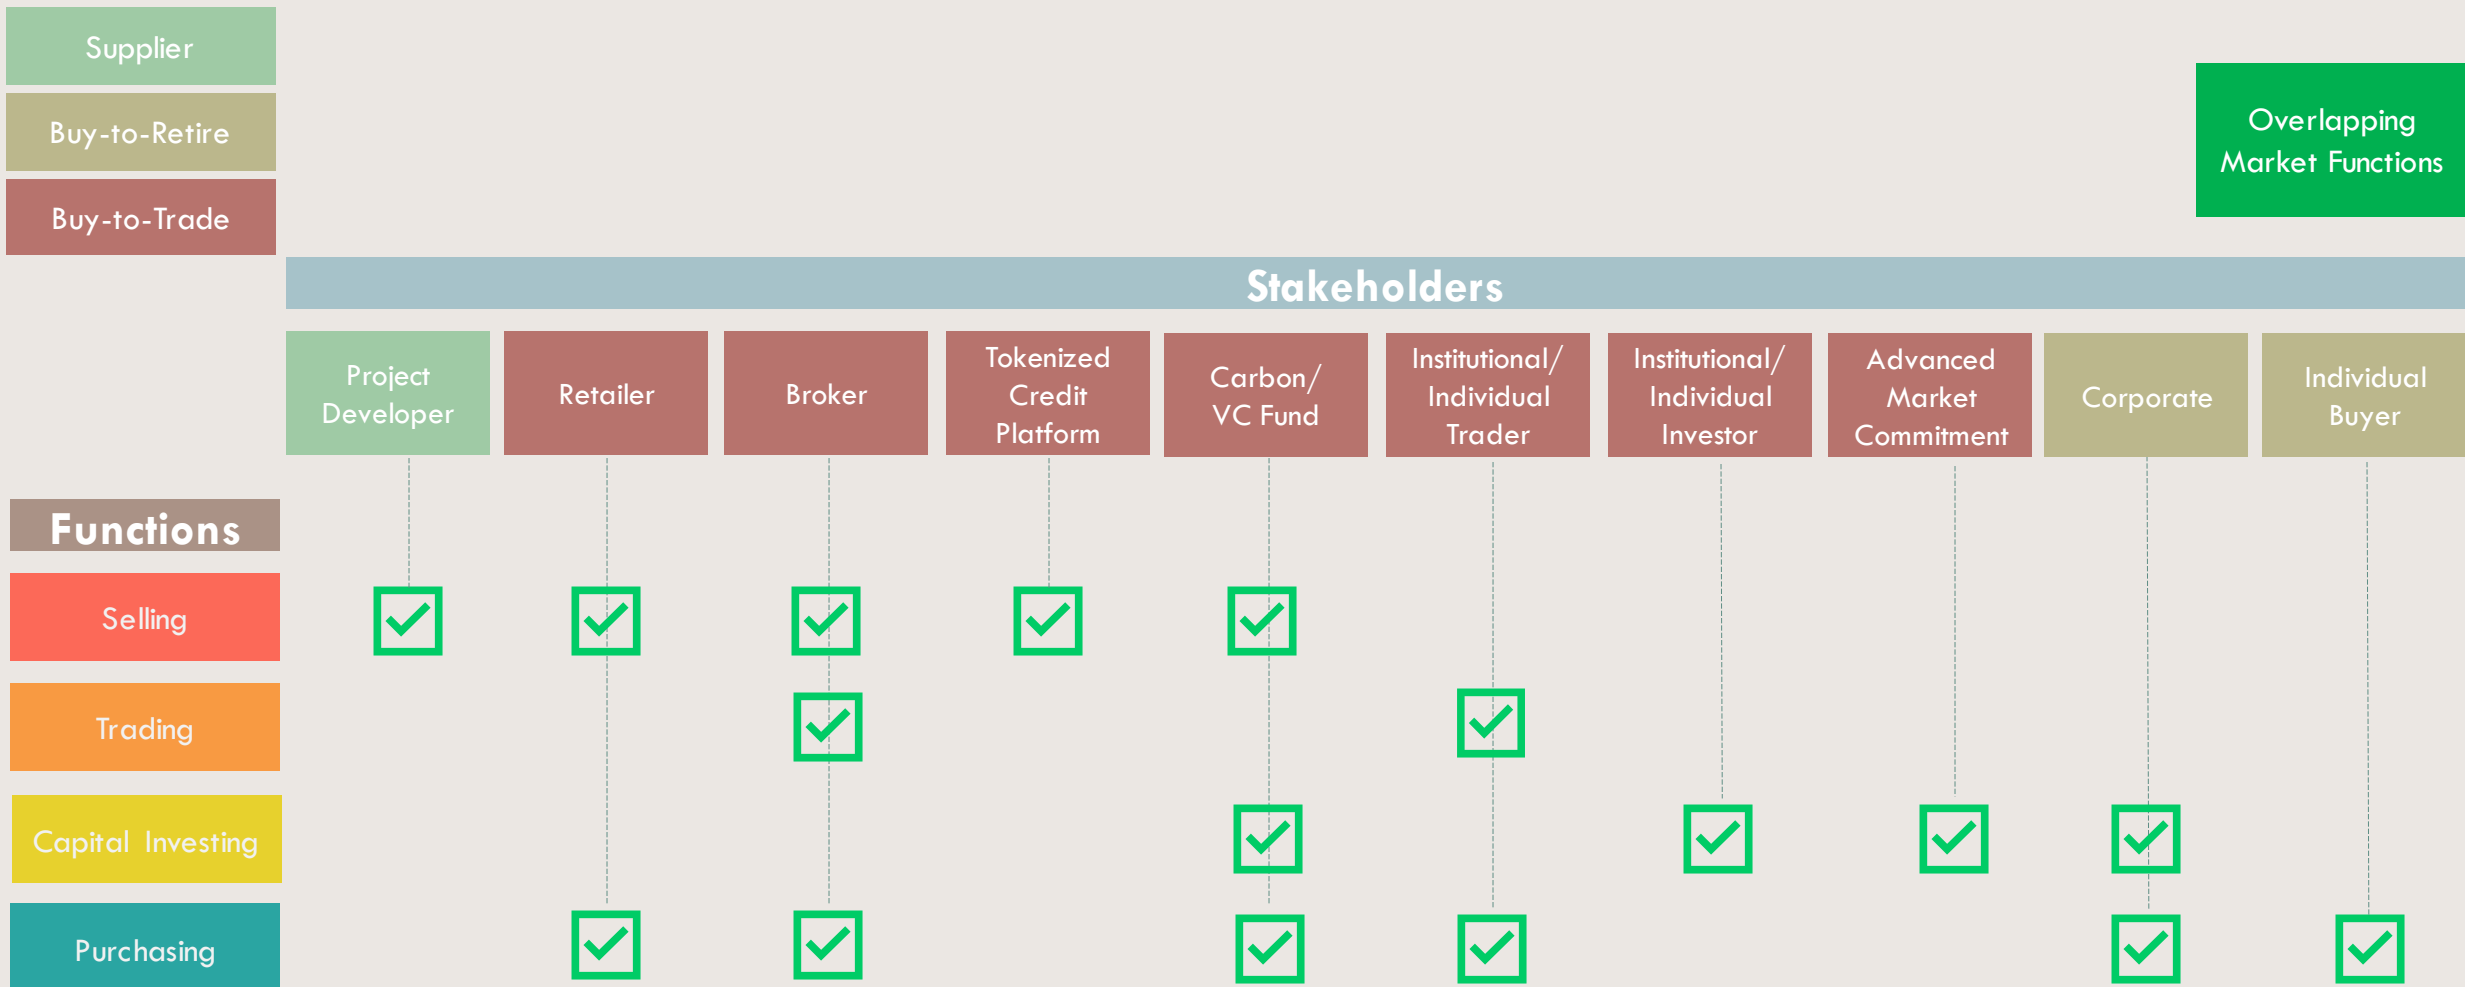 Supplier
Buy-to-Retire
Buy-to-Trade
Overlapping
Market Functions
Stakeholders
Project
Developer
Retailer
Broker
Tokenized
Credit
Platform
Carbon/
VC Fund
Institutional/
Individual
Trader
Institutional/
Individual
Investor
Advanced
Market
Commitment
Corporate
Individual
Buyer
Functions
Selling
Trading
Capital Investing
Purchasing